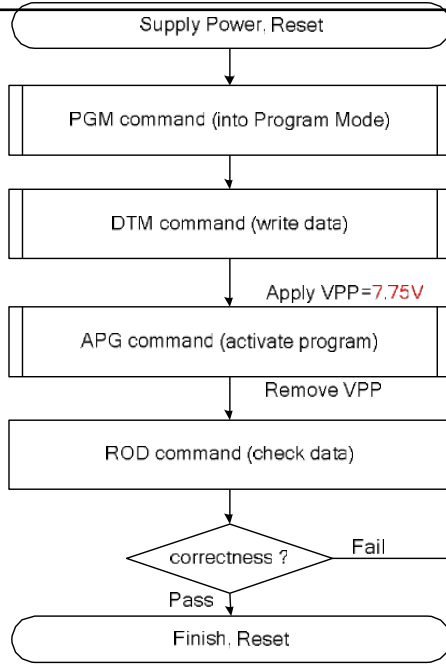 Supply Power, Reset
PGM command (into Program Mode)
DTM command (write data)
Apply VPP=7.75V
APG command (activate program)
Remove VPP
ROD command (check data)
correctness ?
Fail
Pass
Finish, Reset